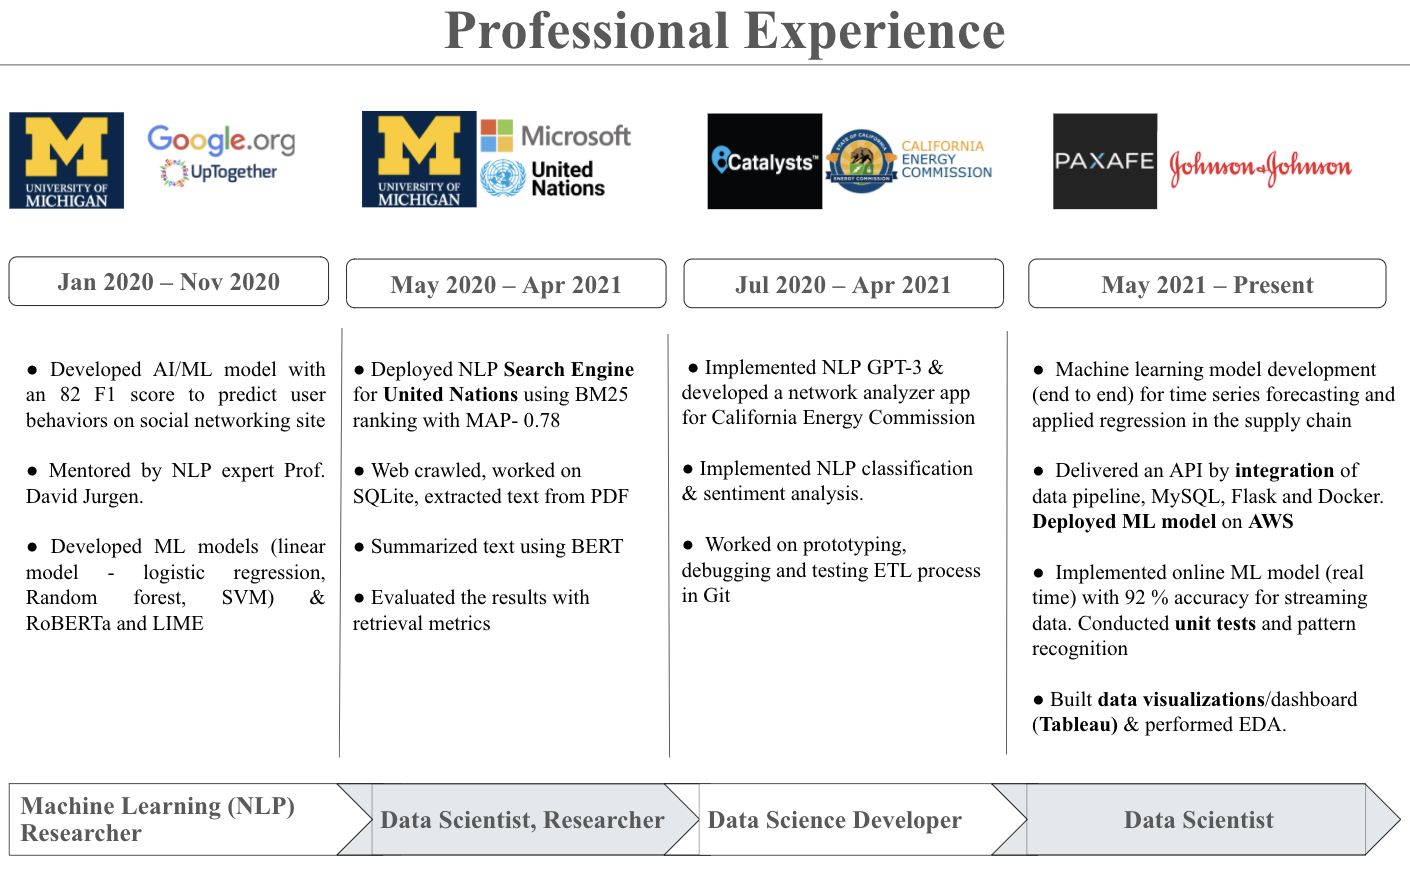 Professional Experience
M
UNIVERSITY OF
MICHIGAN
Google.org
UpTogether
M
UNIVERSITY OF
MICHIGAN
Microsoft
United
Nations
Catalysts™
STATE OF CALIFORNIA
ENERGY COMMISSION
CALIFORNIA
ENERGY
COMMISSION
PAXAFE
Johnson & Johnson
Jan 2020 – Nov 2020
May 2020 – Apr 2021
Jul 2020 – Apr 2021
May 2021 – Present
● Developed AI/ML model with
an 82 F1 score to predict user
behaviors on social networking site
● Mentored by NLP expert Prof.
David Jurgen.
● Developed ML models (linear
model - logistic regression,
Random forest, SVM) &
RoBERTa and LIME
● Deployed NLP Search Engine
for United Nations using BM25
ranking with MAP- 0.78
● Web crawled, worked on
SQLite, extracted text from PDF
● Summarized text using BERT
● Evaluated the results with
retrieval metrics
● Implemented NLP GPT-3 &
developed a network analyzer app
for California Energy Commission
● Implemented NLP classification
& sentiment analysis.
● Worked on prototyping,
debugging and testing ETL process
in Git
● Machine learning model development
(end to end) for time series forecasting and
applied regression in the supply chain
● Delivered an API by integration of
data pipeline, MySQL, Flask and Docker.
Deployed ML model on AWS
● Implemented online ML model (real
time) with 92 % accuracy for streaming
data. Conducted unit tests and pattern
recognition
● Built data visualizations/dashboard
(Tableau) & performed EDA.
Machine Learning (NLP)
Researcher
Data Scientist, Researcher
Data Science Developer
Data Scientist